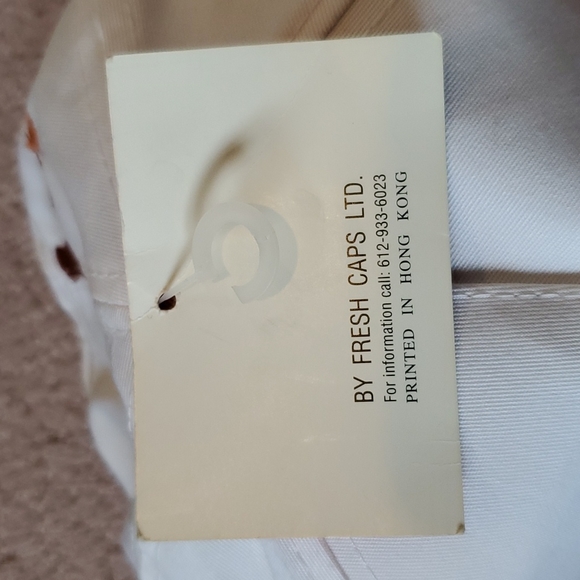 BY FRESH CAPS LTD.
For information call: 612-933-6023
PRINTED IN HONG KONG